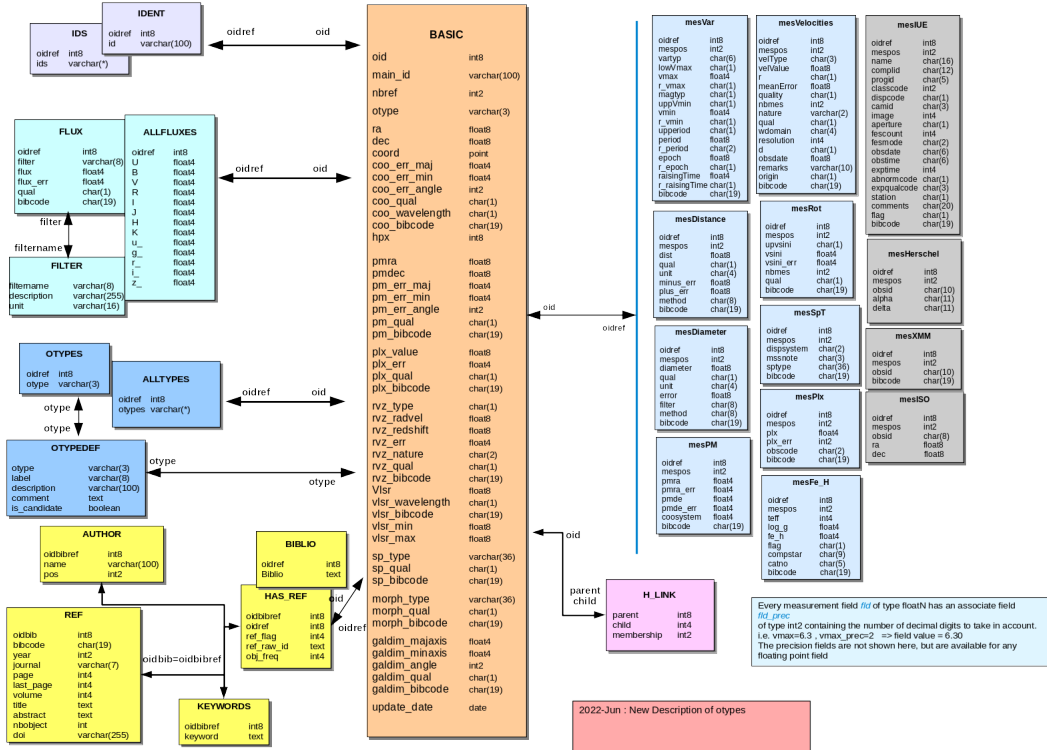 IDENT
oidref int8
id varchar(100)
IDS
oidref int8
ids varchar(*)
oidref oid
FLUX
oidref int8
filter varchar(8)
flux float4
flux_err float4
qual char(1)
bibcode char(19)
ALLFLUXES
oidref int8
U float4
B float4
V float4
R float4
I float4
J float4
H float4
K float4
u_ float4
g_ float4
r_ float4
i_ float4
z_ float4
oidref oid
filter
filtername
FILTER
filtername varchar(8)
description varchar(255)
unit varchar(16)
OTYPES
oidref int8
otype varchar(3)
ALLTYPES
oidref int8
otypes varchar(*)
oidref oid
otype
otype
OTYPEDEF
otype varchar(3)
label varchar(8)
description varchar(100)
comment text
is_candidate boolean
otype
otype
AUTHOR
oidbibref int8
name varchar(100)
pos int2
BIBLIO
oidref int8
Biblio text
HAS_REF
oidbibref int8
oidref int8
ref_flag int4
ref_raw_id text
obj_freq int4
oid
oidref
REF
oidbib int8
bibcode char(19)
year int2
journal varchar(7)
page int4
last_page int4
volume int4
title text
abstract text
nbobject int
doi varchar(255)
oidbib=oidbibref
KEYWORDS
oidbibref int8
keyword text
BASIC
oid int8
main_id varchar(100)
nbref int2
otype varchar(3)
ra float8
dec float8
coord point
coo_err_maj float4
coo_err_min float4
coo_err_angle int2
coo_qual char(1)
coo_wavelength char(1)
coo_bibcode char(19)
hpx int8
pmra float8
pmdec float8
pm_err_maj float4
pm_err_min float4
pm_err_angle int2
pm_qual char(1)
pm_bibcode char(19)
plx_value float8
plx_err float4
plx_qual char(1)
plx_bibcode char(19)
rvz_type char(1)
rvz_radvel float8
rvz_redshift float8
rvz_err float4
rvz_nature char(2)
rvz_qual char(1)
rvz_bibcode char(19)
Vlsr float8
vlsr_wavelength char(1)
vlsr_bibcode char(19)
vlsr_min float8
vlsr_max float8
sp_type varchar(36)
sp_qual char(1)
sp_bibcode char(19)
morph_type varchar(36)
morph_qual char(1)
morph_bibcode char(19)
galdim_majaxis float4
galdim_minaxis float4
galdim_angle int2
galdim_qual char(1)
galdim_bibcode char(19)
update_date date
oid
oidref
oid
parent
child
H_LINK
parent int8
child int4
membership int2
mesVar
oidref int8
mespos int2
vartyp char(6)
lowVmax char(1)
vmax float4
r_vmax char(1)
magtyp char(1)
uppVmin char(1)
vmin float4
r_vmin char(1)
upperiod char(1)
period float8
r_period char(2)
epoch float8
r_epoch char(1)
raisingTime float4
r_raisingTime char(1)
bibcode char(19)
mesDistance
oidref int8
mespos int2
dist float8
qual char(1)
unit char(4)
minus_err float8
plus_err float8
method char(8)
bibcode char(19)
mesDiameter
oidref int8
mespos int2
diameter float8
qual char(1)
unit char(4)
error float8
filter char(8)
method char(8)
bibcode char(19)
mesPM
oidref int8
mespos int2
pmra float4
pmra_err float4
pmde float4
pmde_err float4
coosystem float4
bibcode char(19)
mesVelocities
oidref int8
mespos int2
velType char(3)
velValue float8
r char(1)
meanError float8
quality char(1)
nbmes int2
nature varchar(2)
qual char(1)
wdomain char(4)
resolution int4
d char(1)
obsdate float8
remarks varchar(10)
origin char(1)
bibcode char(19)
mesRot
oidref int8
mespos int2
upvsini char(1)
vsini float4
vsini_err float4
nbmes int2
qual char(1)
bibcode char(19)
mesSpT
oidref int8
mespos int2
dispsystem char(2)
mssnote char(3)
sptype char(36)
bibcode char(19)
mesPlx
oidref int8
mespos int2
plx float4
plx_err int2
obscode char(2)
bibcode char(19)
mesFe_H
oidref int8
mespos int2
teff int4
log_g float4
fe_h float4
flag char(1)
compstar char(9)
catno char(5)
bibcode char(19)
mesIUE
oidref int8
mespos int2
name char(16)
complid char(12)
progid char(5)
classcode int2
dispcode char(1)
camid char(3)
image int4
aperture char(1)
fescount int4
fesmode char(2)
obsdate char(6)
obstime char(6)
exptime int4
abnormcode char(1)
expqualcode char(3)
station char(1)
comments char(20)
flag char(1)
bibcode char(19)
mesHerschel
oidref int8
mespos int2
obsid char(10)
alpha char(11)
delta char(11)
mesXMM
oidref int8
mespos int2
obsid char(10)
bibcode char(19)
mesISO
oidref int8
mespos int2
obsid char(8)
ra float8
dec float8
Every measurement field fld of type floatN has an associate field
fld_prec
of type int2 containing the number of decimal digits to take in account.
i.e. vmax=6.3 , vmax_prec=2 => field value = 6.30
The precision fields are not shown here, but are available for any
floating point field
2022-Jun : New Description of otypes